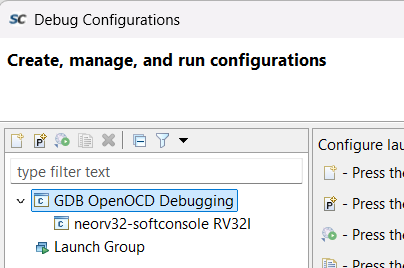 SC Debug Configurations
Create, manage, and run configurations
type filter text
GDB OpenOCD Debugging
neorv32-softconsole RV32I
Launch Group
Configure lau
- Press the
- Press the
- Press the
- Press the